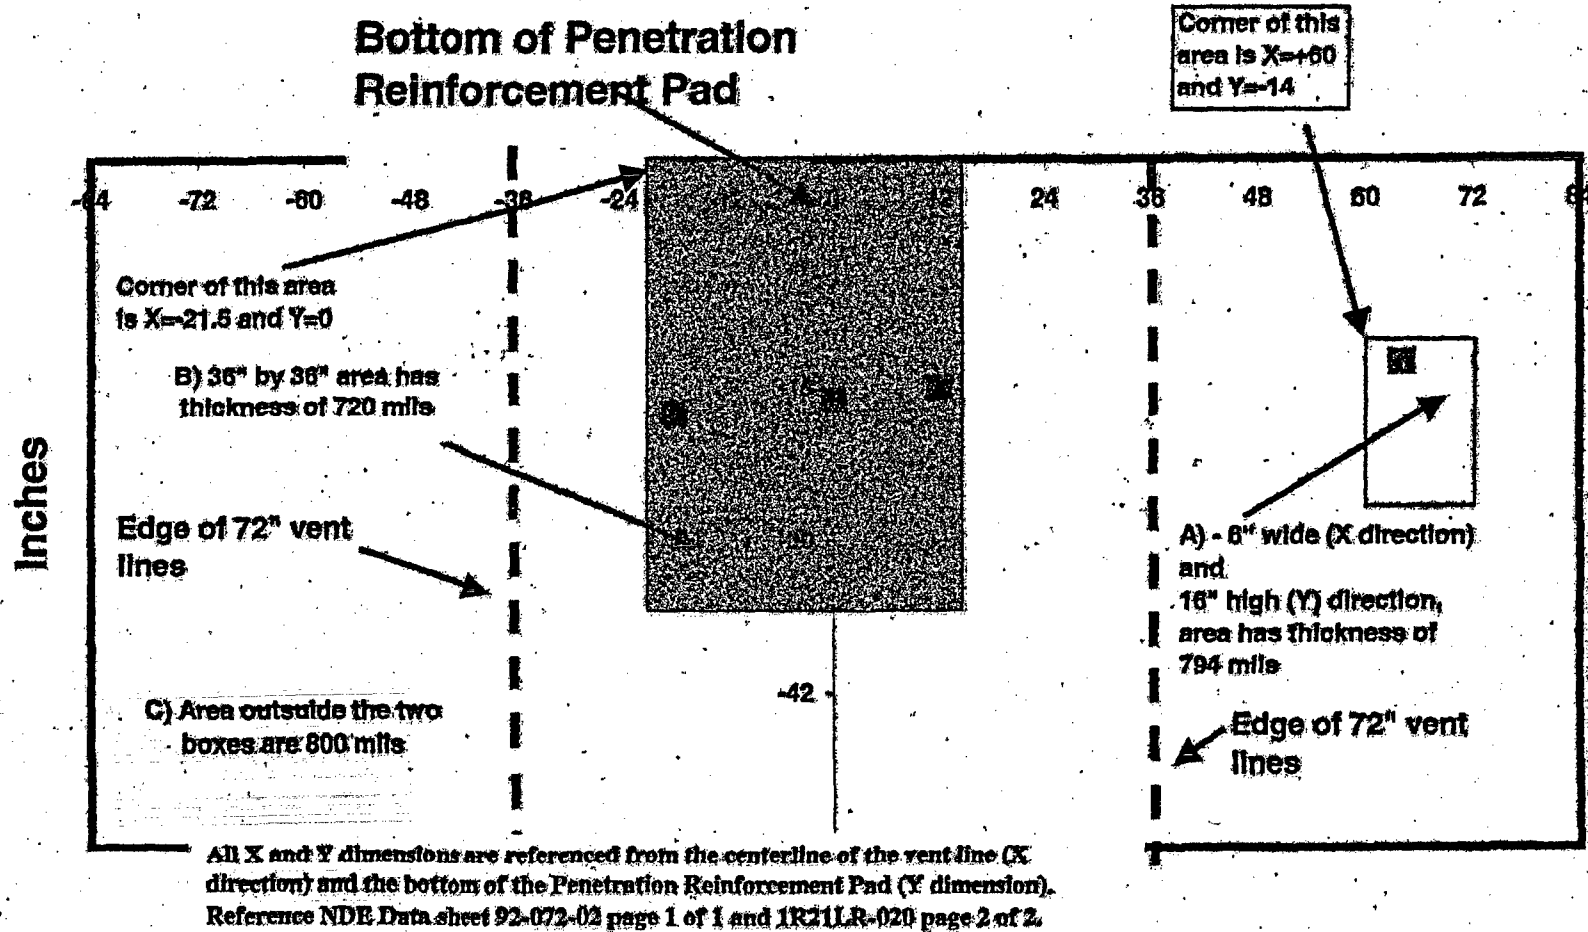 Bottom of Penetration
Reinforcement Pad
Corner of this
area is X=+60
and Y=-14
-72
-60
-48
-36
-24
12
24
36
48
60
72
Corner of this area
is X=-21.5 and Y=0
B) 36" by 36" area has
thickness of 720 mils
Inches
Edge of 72" vent
lines
A) - 6" wide (X direction)
and
16" high (Y) direction,
area has thickness of
794 mils
-42
C) Area outsuide the two
boxes are 800 mils
Edge of 72" vent
lines
All X and Y dimensions are referenced from the centerline of the vent line (X
direction) and the bottom of the Penetration Reinforcement Pad (Y dimension).
Reference NDE Data sheet 92-072-02 page 1 of 1 and 1R21LR-020 page 2 of 2.